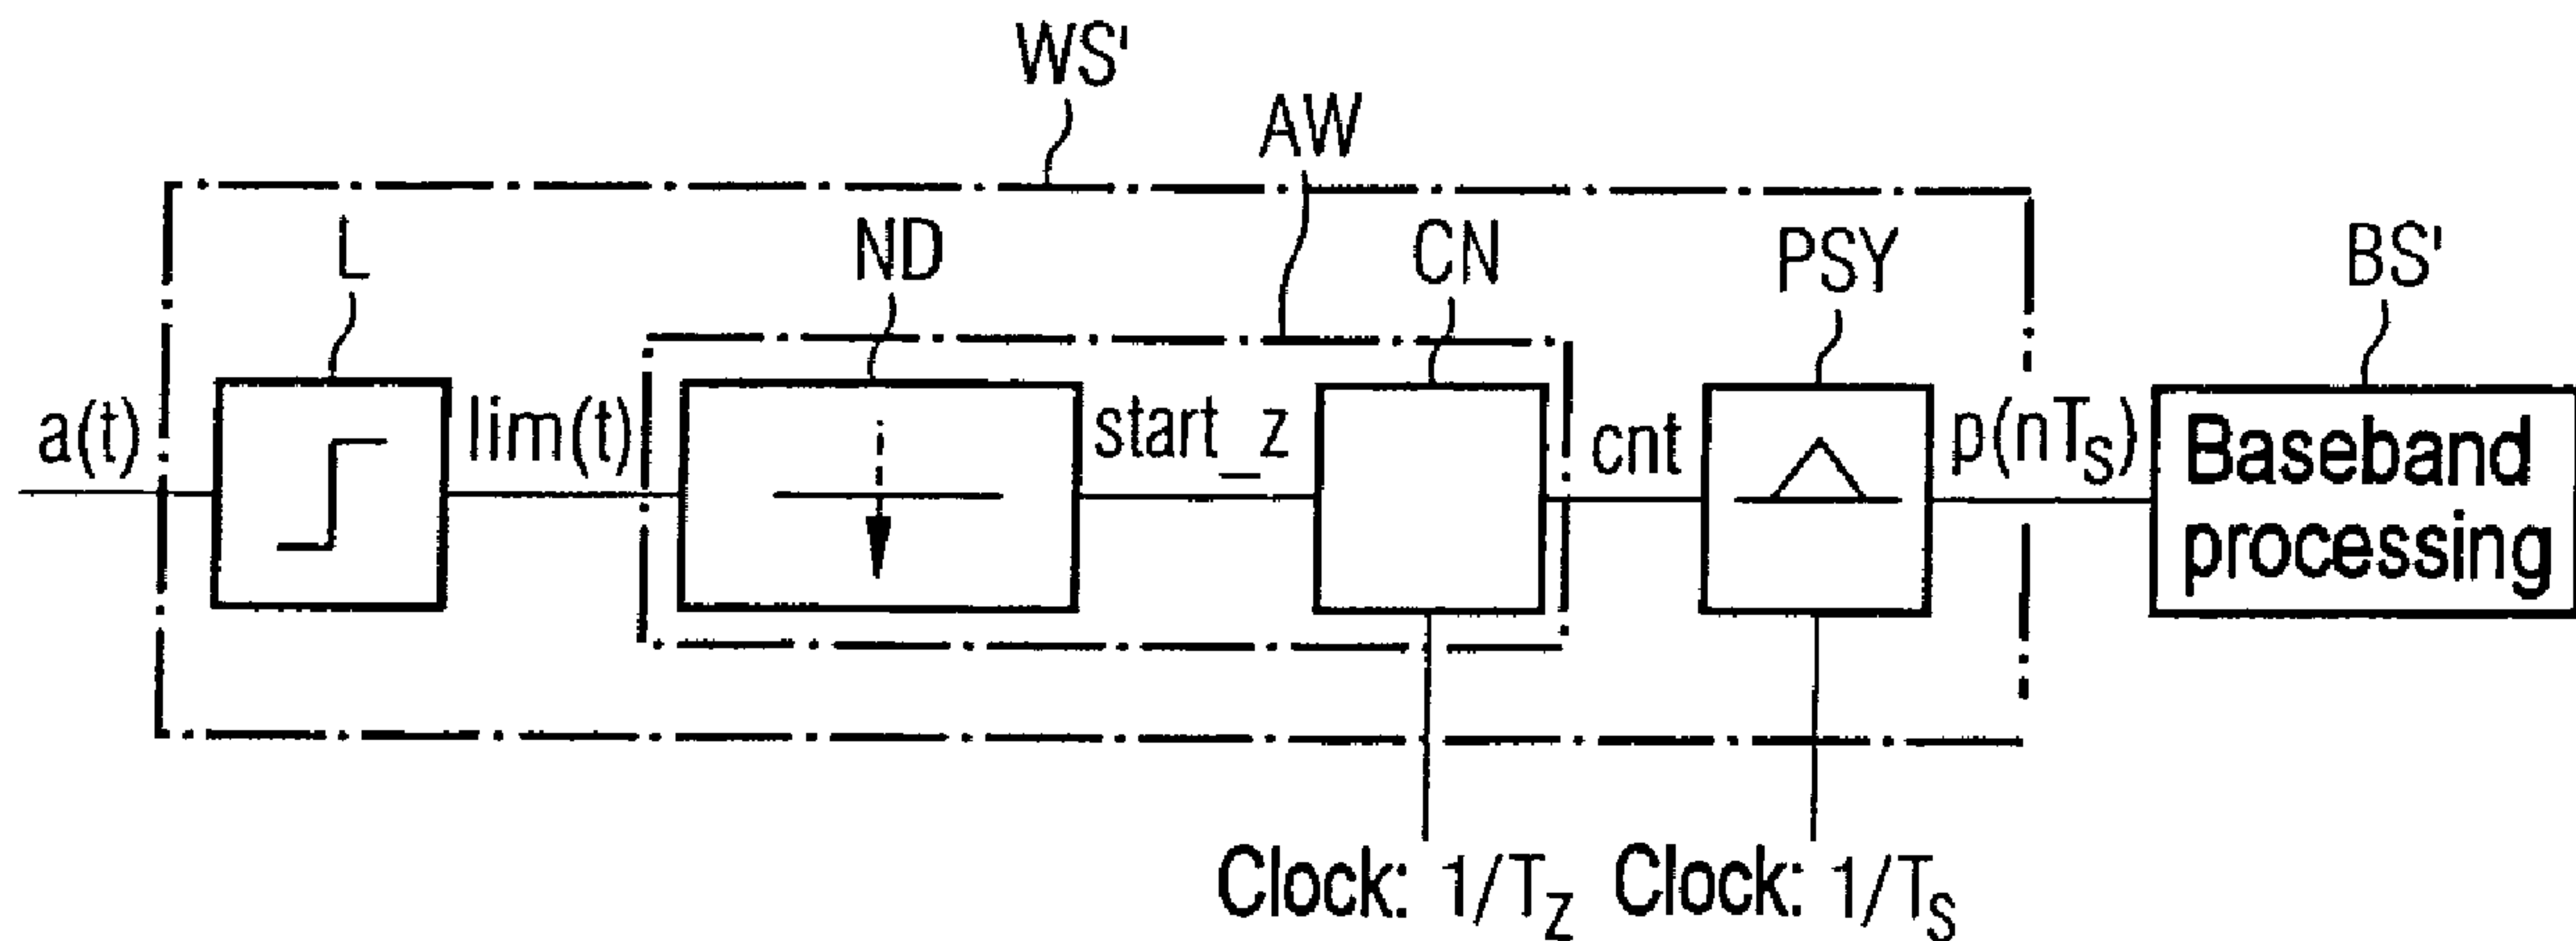 WS'
AW
L
ND
CN
PSY
BS'
a(t)
lim(t)
start_z
cnt
p(nTs)
Baseband
processing
Clock: 1/Tz
Clock: 1/Ts